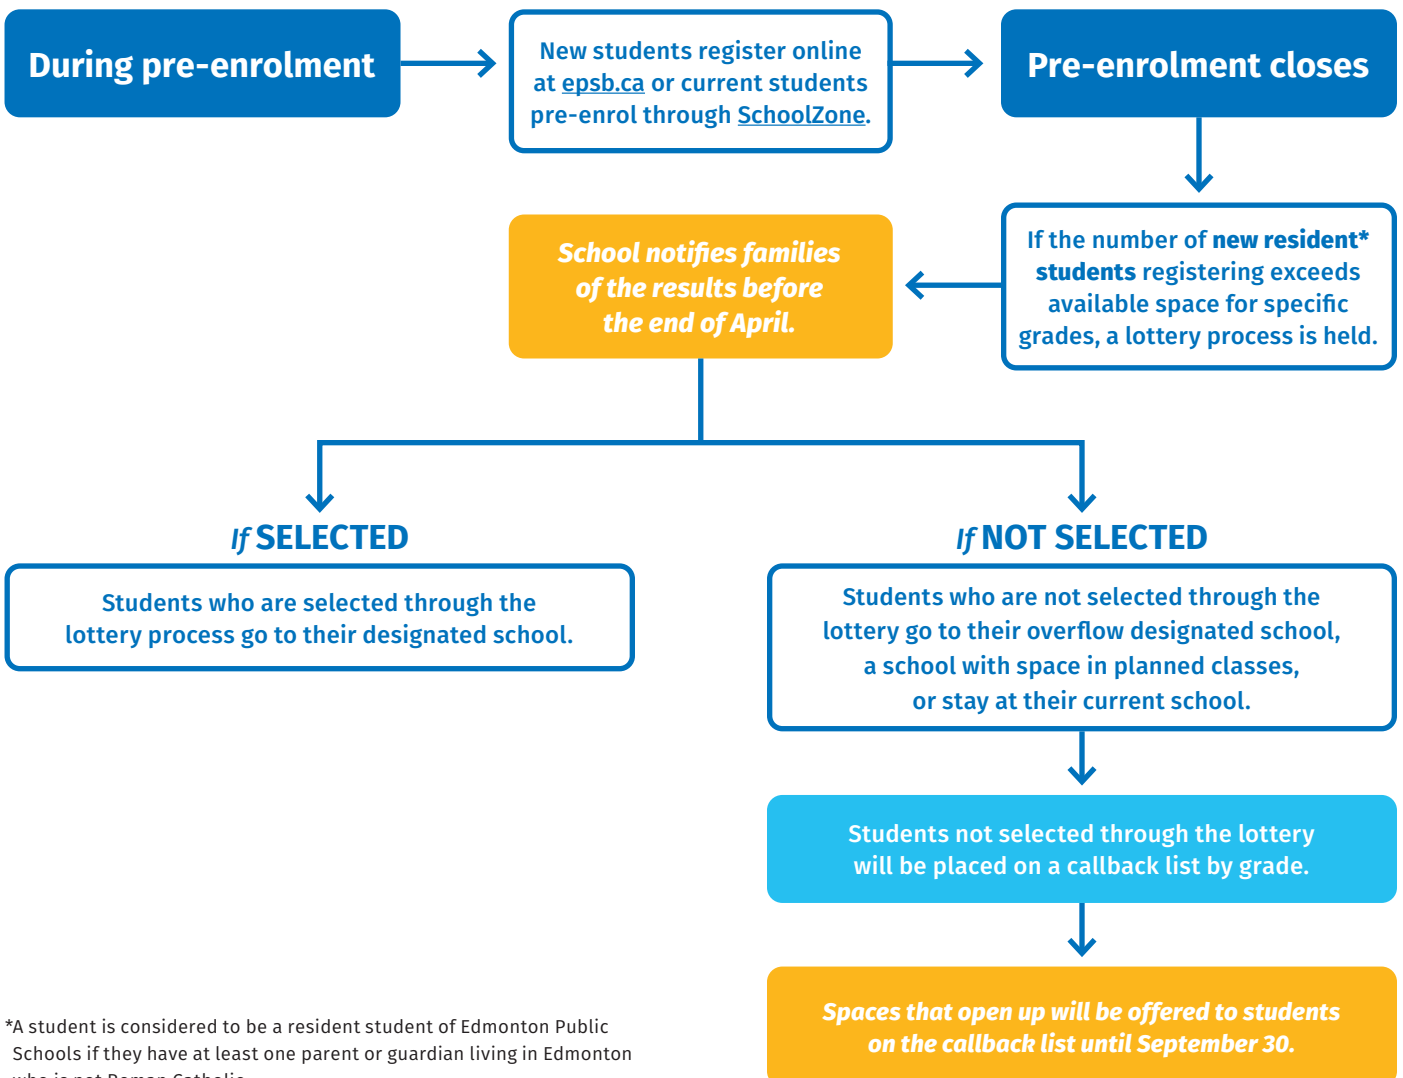 During pre-enrolment
New students register online
at epsb.ca or current students
pre-enrol through SchoolZone.
Pre-enrolment closes
If the number of new resident*
students registering exceeds
available space for specific
grades, a lottery process is held.
School notifies families
of the results before
the end of April.
If SELECTED
Students who are selected through the
lottery process go to their designated school.
If NOT SELECTED
Students who are not selected through the
lottery go to their overflow designated school,
a school with space in planned classes,
or stay at their current school.
Students not selected through the lottery
will be placed on a callback list by grade.
Spaces that open up will be offered to students
on the callback list until September 30.
*A student is considered to be a resident student of Edmonton Public
Schools if they have at least one parent or guardian living in Edmonton
who is not Roman Catholic